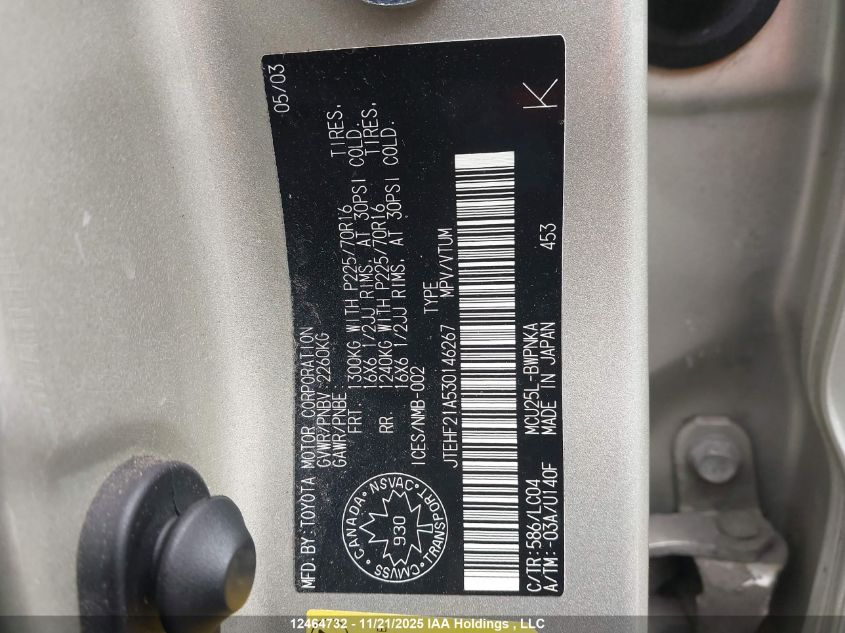 MFD. BY: TOYOTA MOTOR CORPORATION 05/03
GVWR/PNBV: 2260KG
GAWR/PNBE
FRT. 1300KG WITH P225/70R16 TIRES,
16X6 1/2JJ RIMS, AT 30PSI COLD.
RR. 1240KG WITH P225/70R16 TIRES,
16X6 1/2JJ RIMS, AT 30PSI COLD.
ICES/NMB-002
TYPE
JTEHF21A530146267 MPV/VTUM
CANADA NSVAC
930
CMVSS TRANSPORT
C/TR: 586/LC04 MCU25L-BWPNKA
A/TM: -03A/U140F MADE IN JAPAN 453
K
12464732 - 11/21/2025 IAA Holdings , LLC